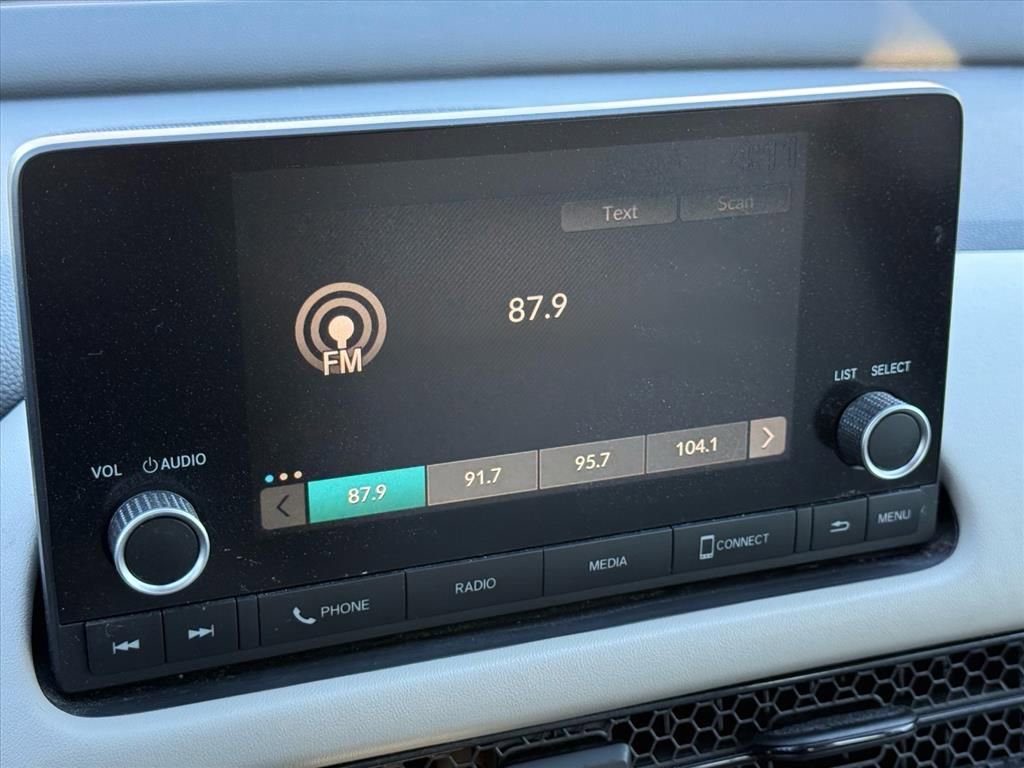 Text Scan
87.9
FM
LIST SELECT
VOL AUDIO
87.9 91.7 95.7 104.1
PHONE RADIO MEDIA CONNECT MENU